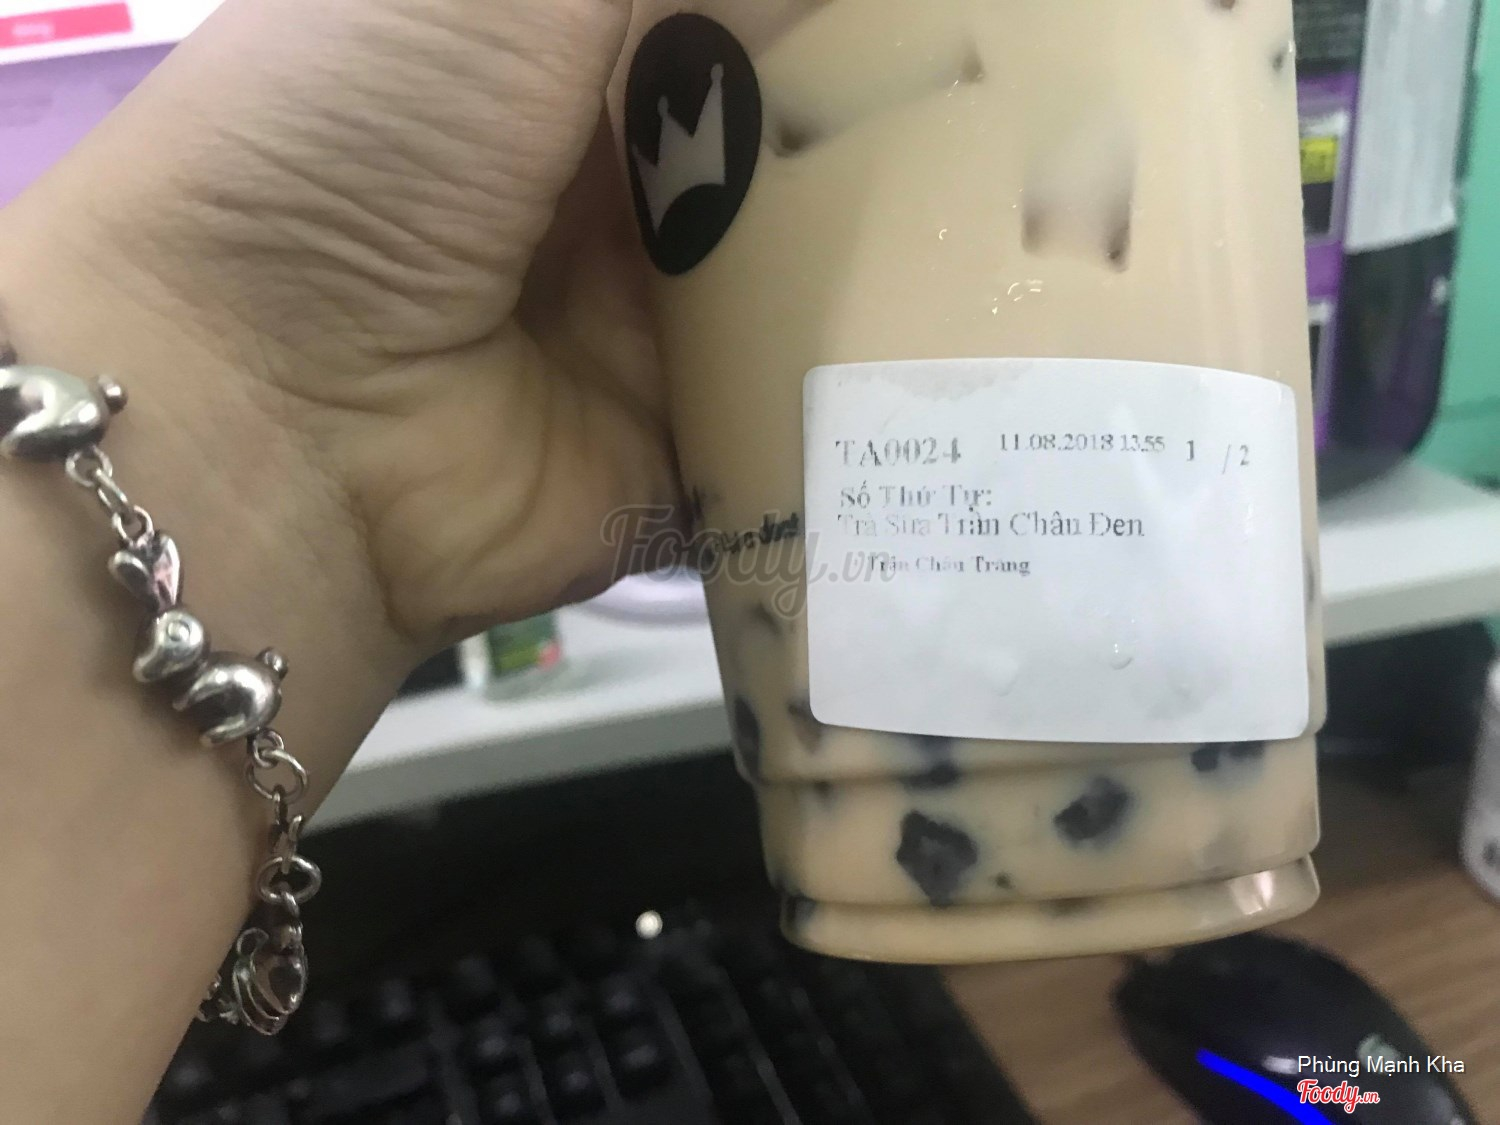 TA0024 11.08.2018 13:55 1 / 2
Số Thứ Tự:
Trà Sữa Trân Châu Đen
Trân Châu Trắng
Foody.vn
Phùng Mạnh Kha
Foody.vn